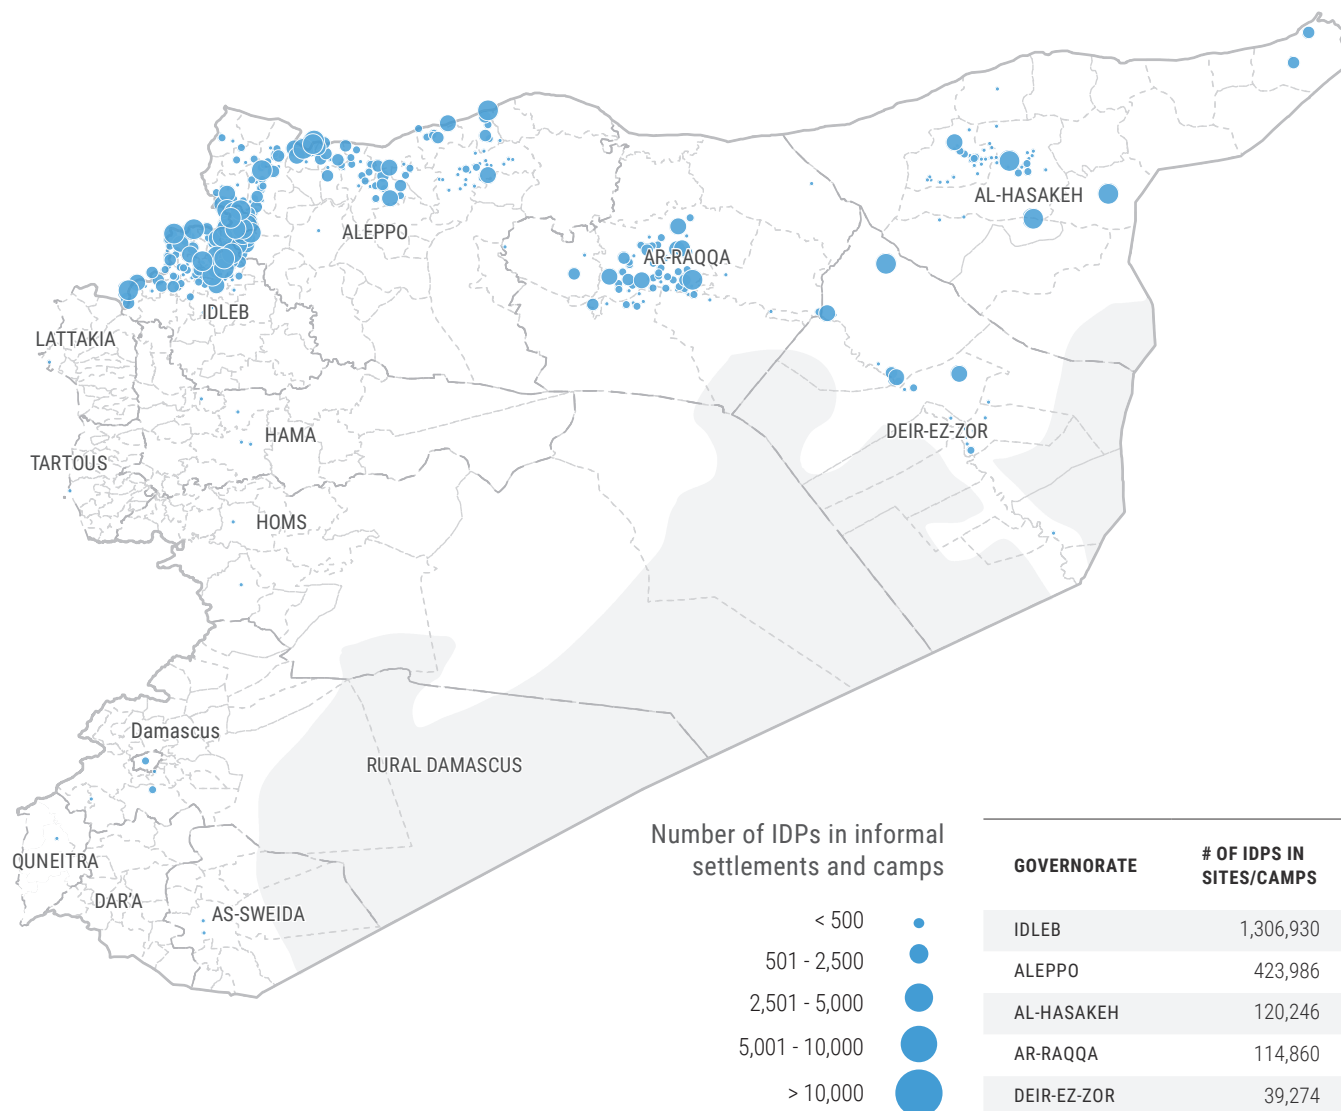 AL-HASAKEH
ALEPPO
AR-RAQQA
IDLEB
LATTAKIA
HAMA
DEIR-EZ-ZOR
TARTOUS
HOMS
Damascus
RURAL DAMASCUS
QUNEITRA
DAR'A
AS-SWEIDA
Number of IDPs in informal
settlements and camps
< 500
501 - 2,500
2,501 - 5,000
5,001 - 10,000
> 10,000
GOVERNORATE # OF IDPS IN
SITES/CAMPS
IDLEB 1,306,930
ALEPPO 423,986
AL-HASAKEH 120,246
AR-RAQQA 114,860
DEIR-EZ-ZOR 39,274